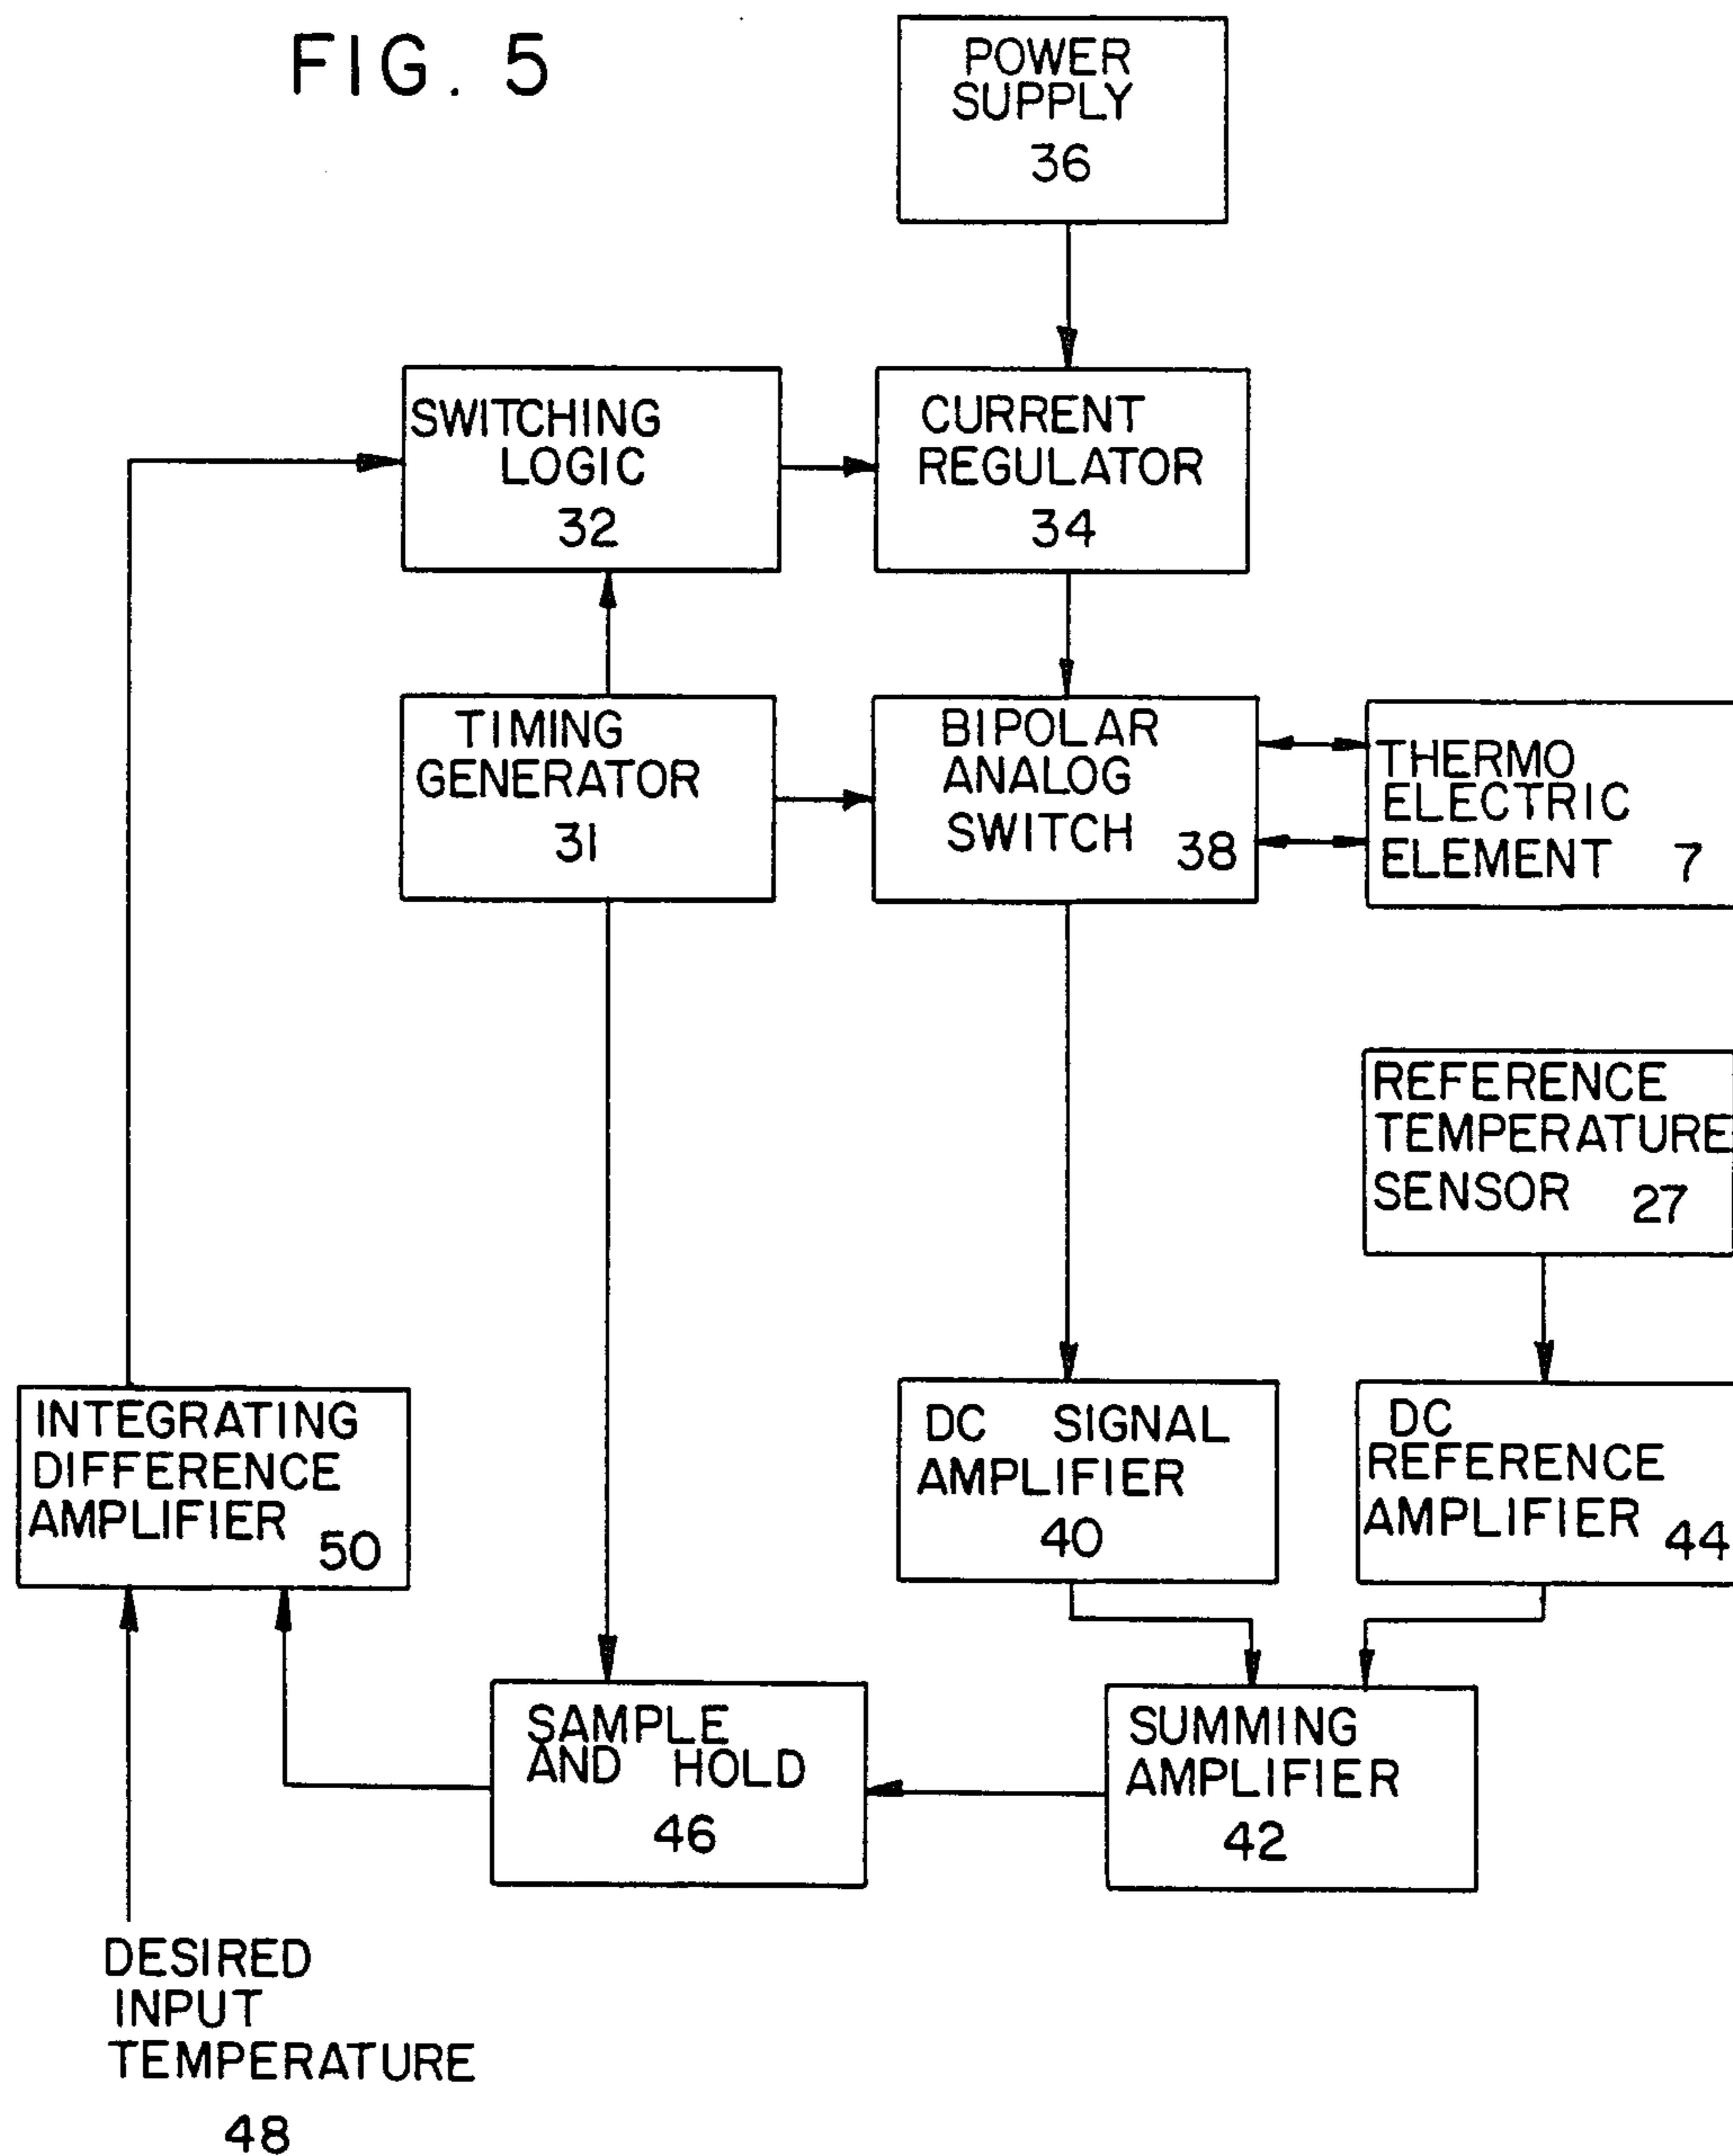 FIG. 5
POWER
SUPPLY
36
SWITCHING
LOGIC
32
CURRENT
REGULATOR
34
TIMING
GENERATOR
31
BIPOLAR
ANALOG
SWITCH 38
THERMO
ELECTRIC
ELEMENT 7
REFERENCE
TEMPERATURE
SENSOR 27
INTEGRATING
DIFFERENCE
AMPLIFIER 50
DC SIGNAL
AMPLIFIER
40
DC
REFERENCE
AMPLIFIER 44
SAMPLE
AND HOLD
46
SUMMING
AMPLIFIER
42
DESIRED
INPUT
TEMPERATURE
48